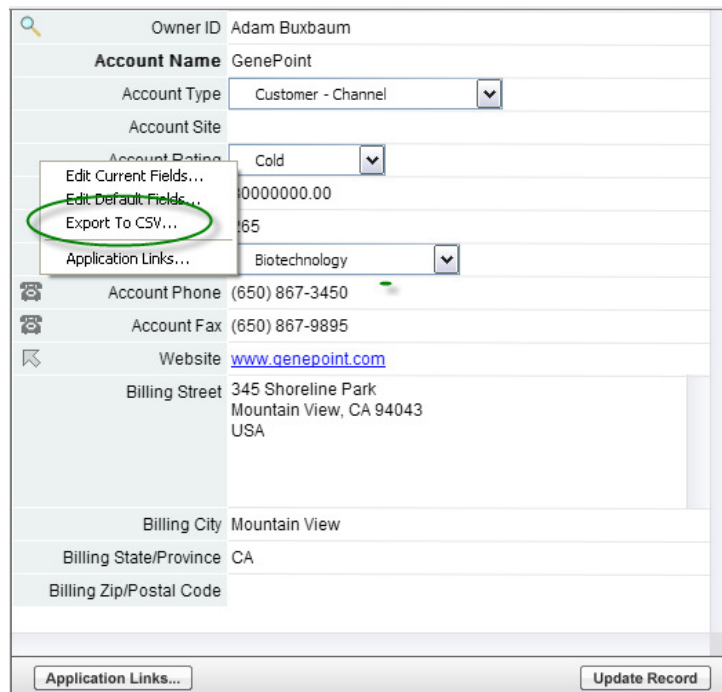 Owner ID Adam Buxbaum
Account Name GenePoint
Account Type Customer - Channel
Account Site
Account Rating Cold
Edit Current Fields...
Edit Default Fields...
0000000.00
Export To CSV...
265
Application Links...
Biotechnology
Account Phone (650) 867-3450
Account Fax (650) 867-9895
Website www.genepoint.com
Billing Street 345 Shoreline Park
Mountain View, CA 94043
USA
Billing City Mountain View
Billing State/Province CA
Billing Zip/Postal Code
Application Links...
Update Record